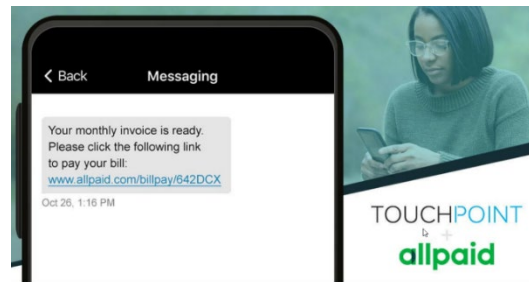 Back
Messaging
Your monthly invoice is ready.
Please click the following link
to pay your bill:
www.allpaid.com/billpay/642DCX
Oct 26, 1:16 PM
TOUCHPOINT
+
allpaid